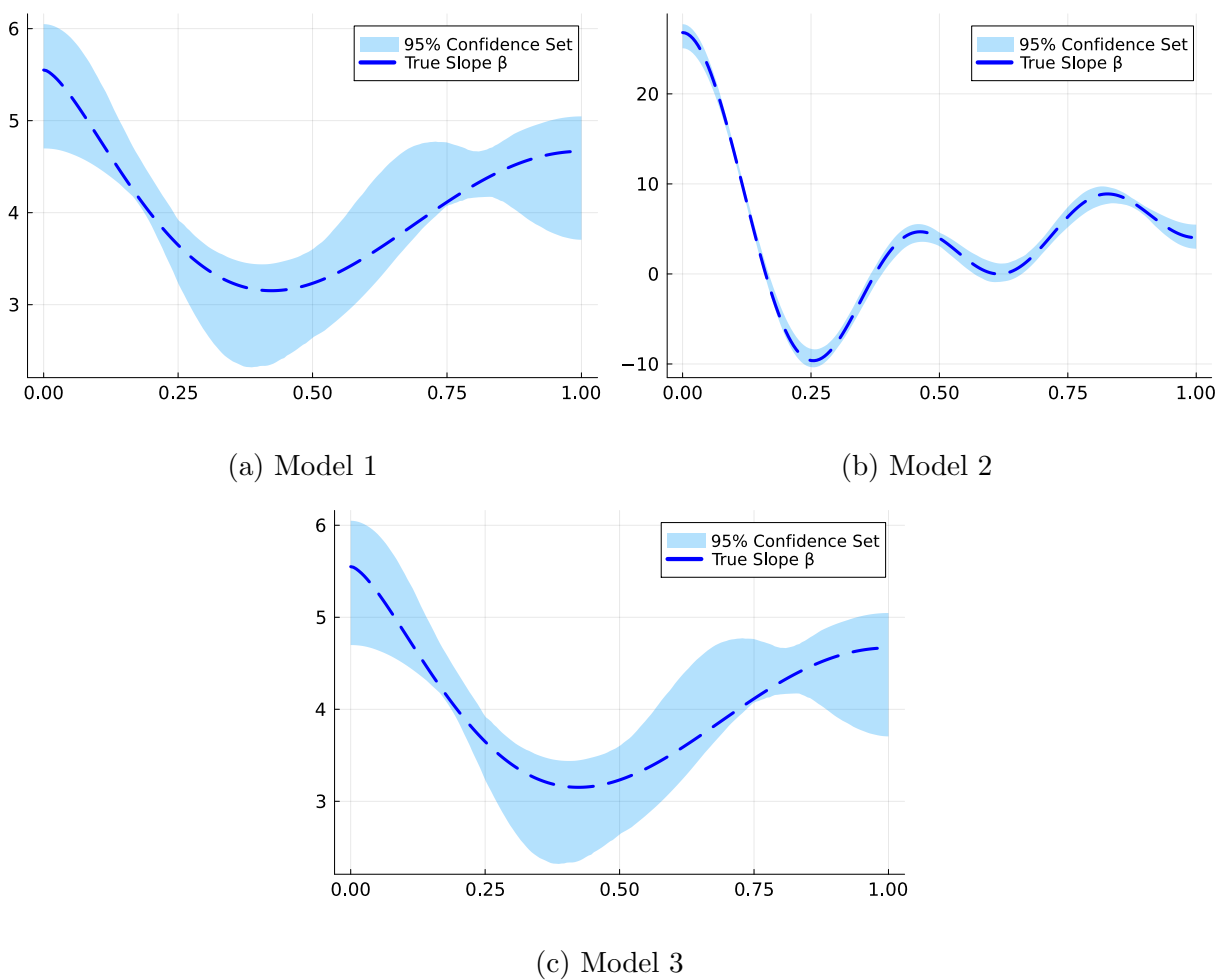 6
5
4
3
0.00 0.25 0.50 0.75 1.00
95% Confidence Set
True Slope β
(a) Model 1
20
10
0
−10
0.00 0.25 0.50 0.75 1.00
95% Confidence Set
True Slope β
(b) Model 2
6
5
4
3
0.00 0.25 0.50 0.75 1.00
95% Confidence Set
True Slope β
(c) Model 3